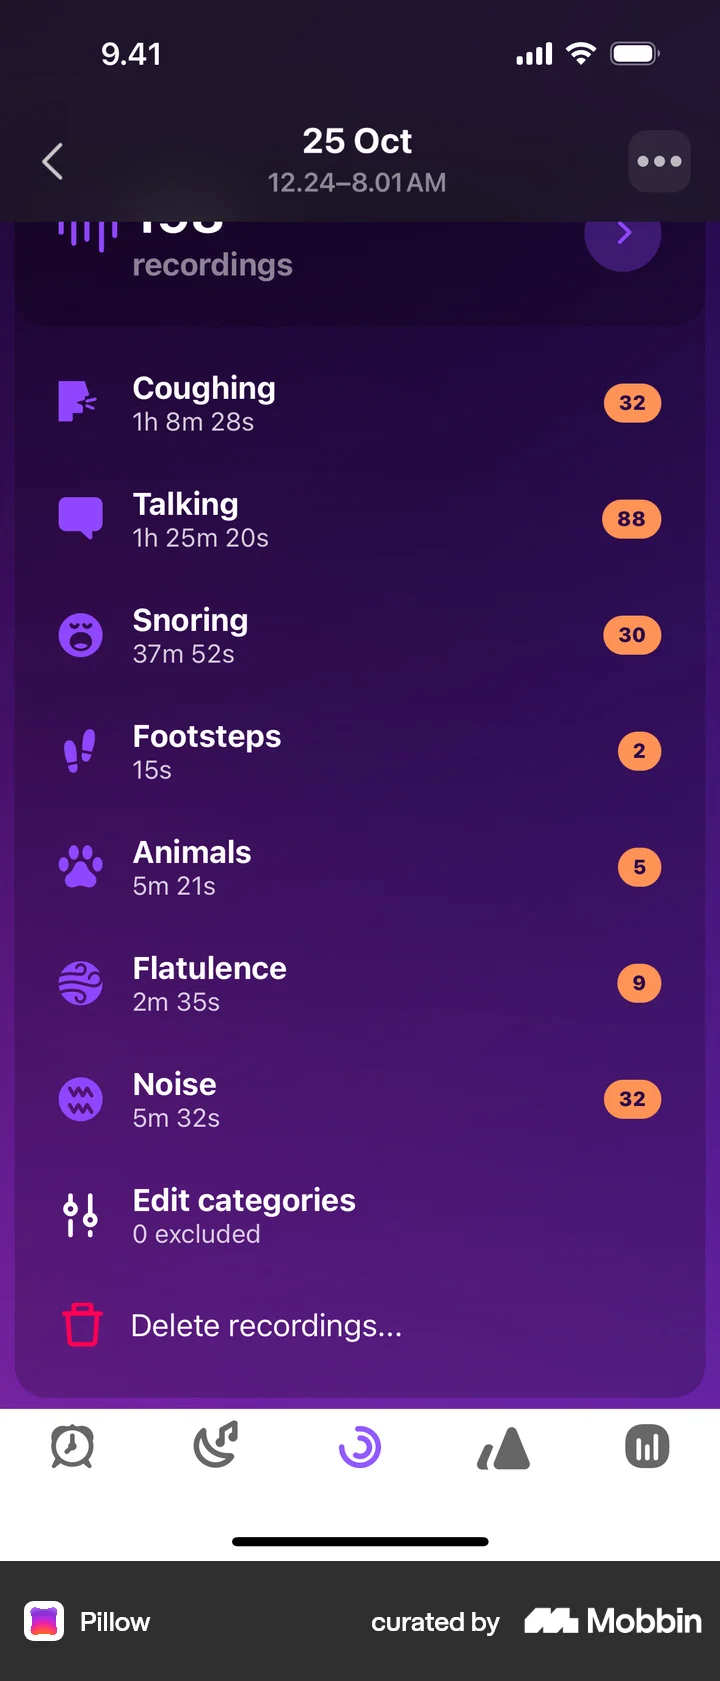 9.41
25 Oct
12.24–8.01 AM
198
recordings
Coughing
1h 8m 28s
32
Talking
1h 25m 20s
88
Snoring
37m 52s
30
Footsteps
15s
2
Animals
5m 21s
5
Flatulence
2m 35s
9
Noise
5m 32s
32
Edit categories
0 excluded
Delete recordings...
Pillow
curated by
Mobbin